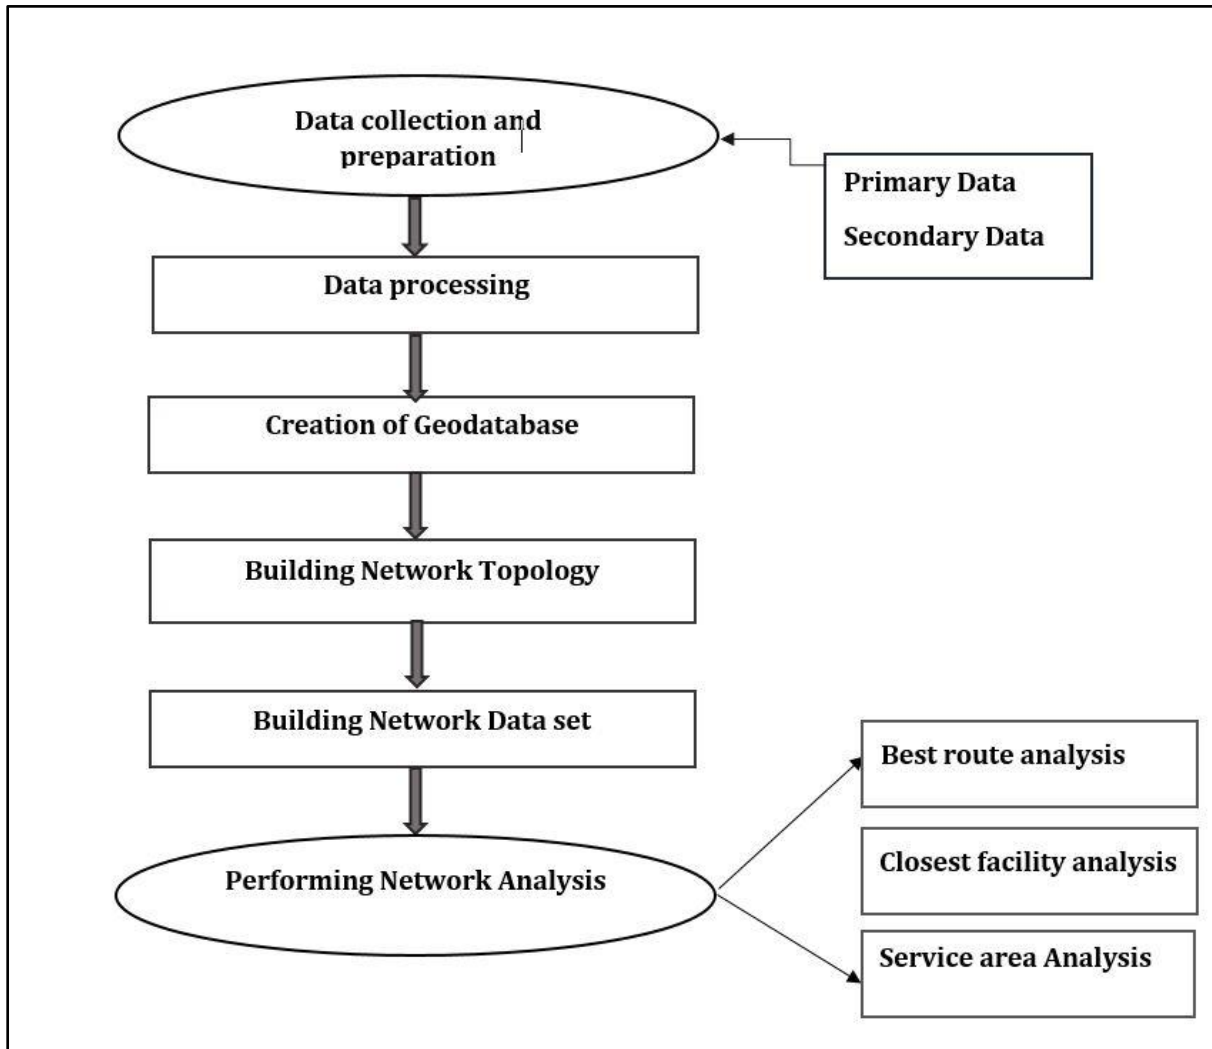 Data collection and
preparation
Primary Data
Secondary Data
Data processing
Creation of Geodatabase
Building Network Topology
Building Network Data set
Best route analysis
Closest facility analysis
Performing Network Analysis
Service area Analysis